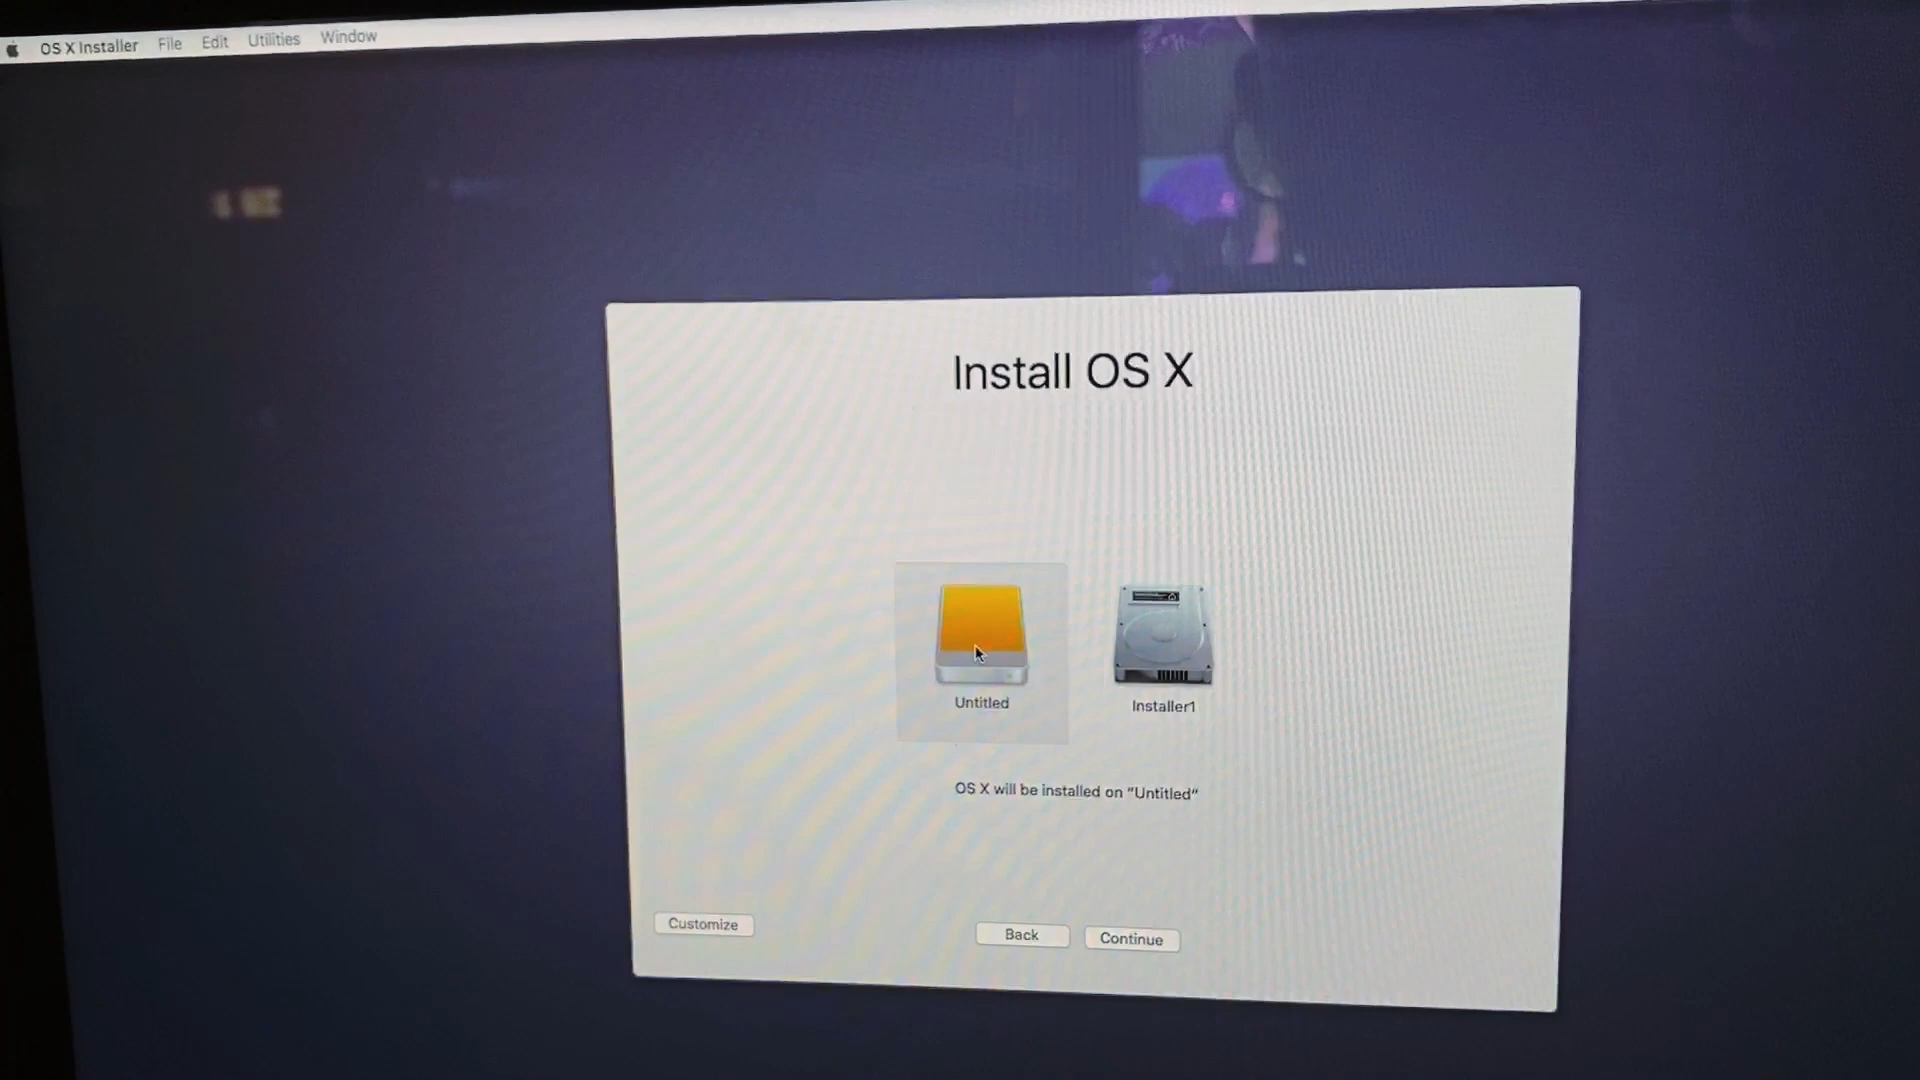 OS X Installer File Edit Utilities Window
Install OS X
Untitled
Installer1
OS X will be installed on "Untitled"
Customize
Back
Continue